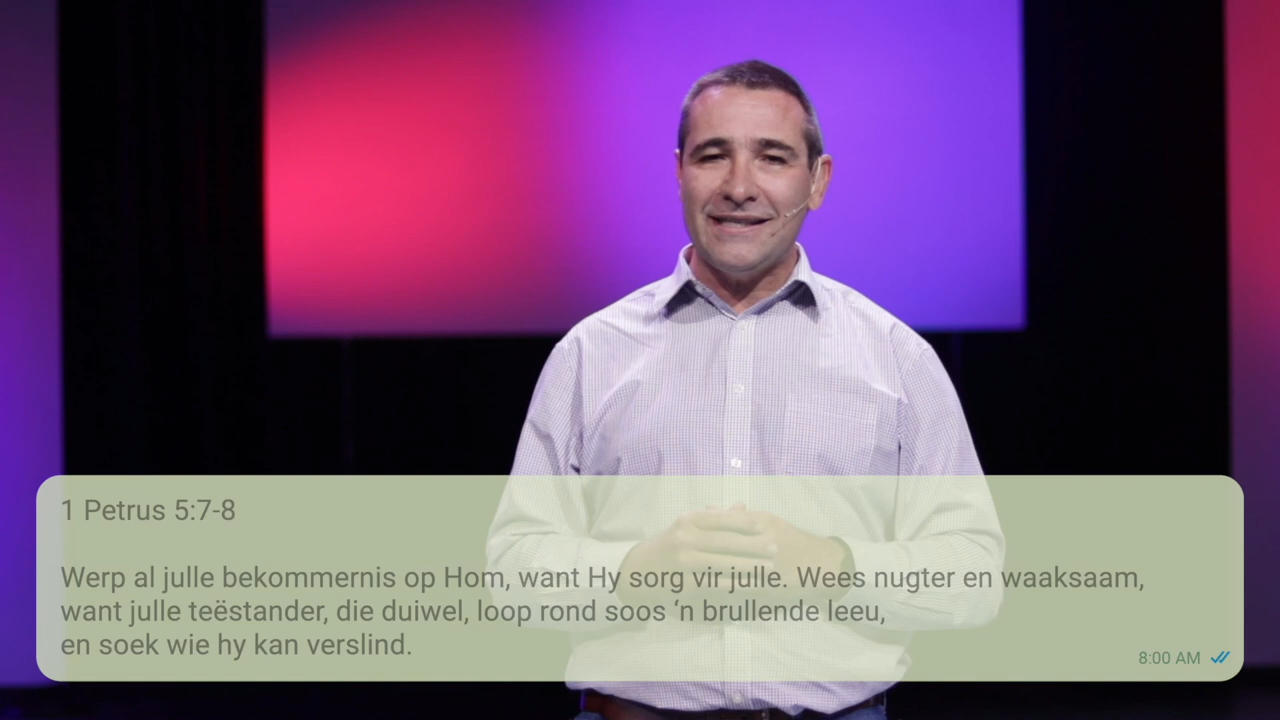 1 Petrus 5:7-8
Werp al julle bekommernis op Hom, want Hy sorg vir julle. Wees nugter en waaksaam,
want julle teëstander, die duiwel, loop rond soos ‘n brullende leeu,
en soek wie hy kan verslind.
8:00 AM